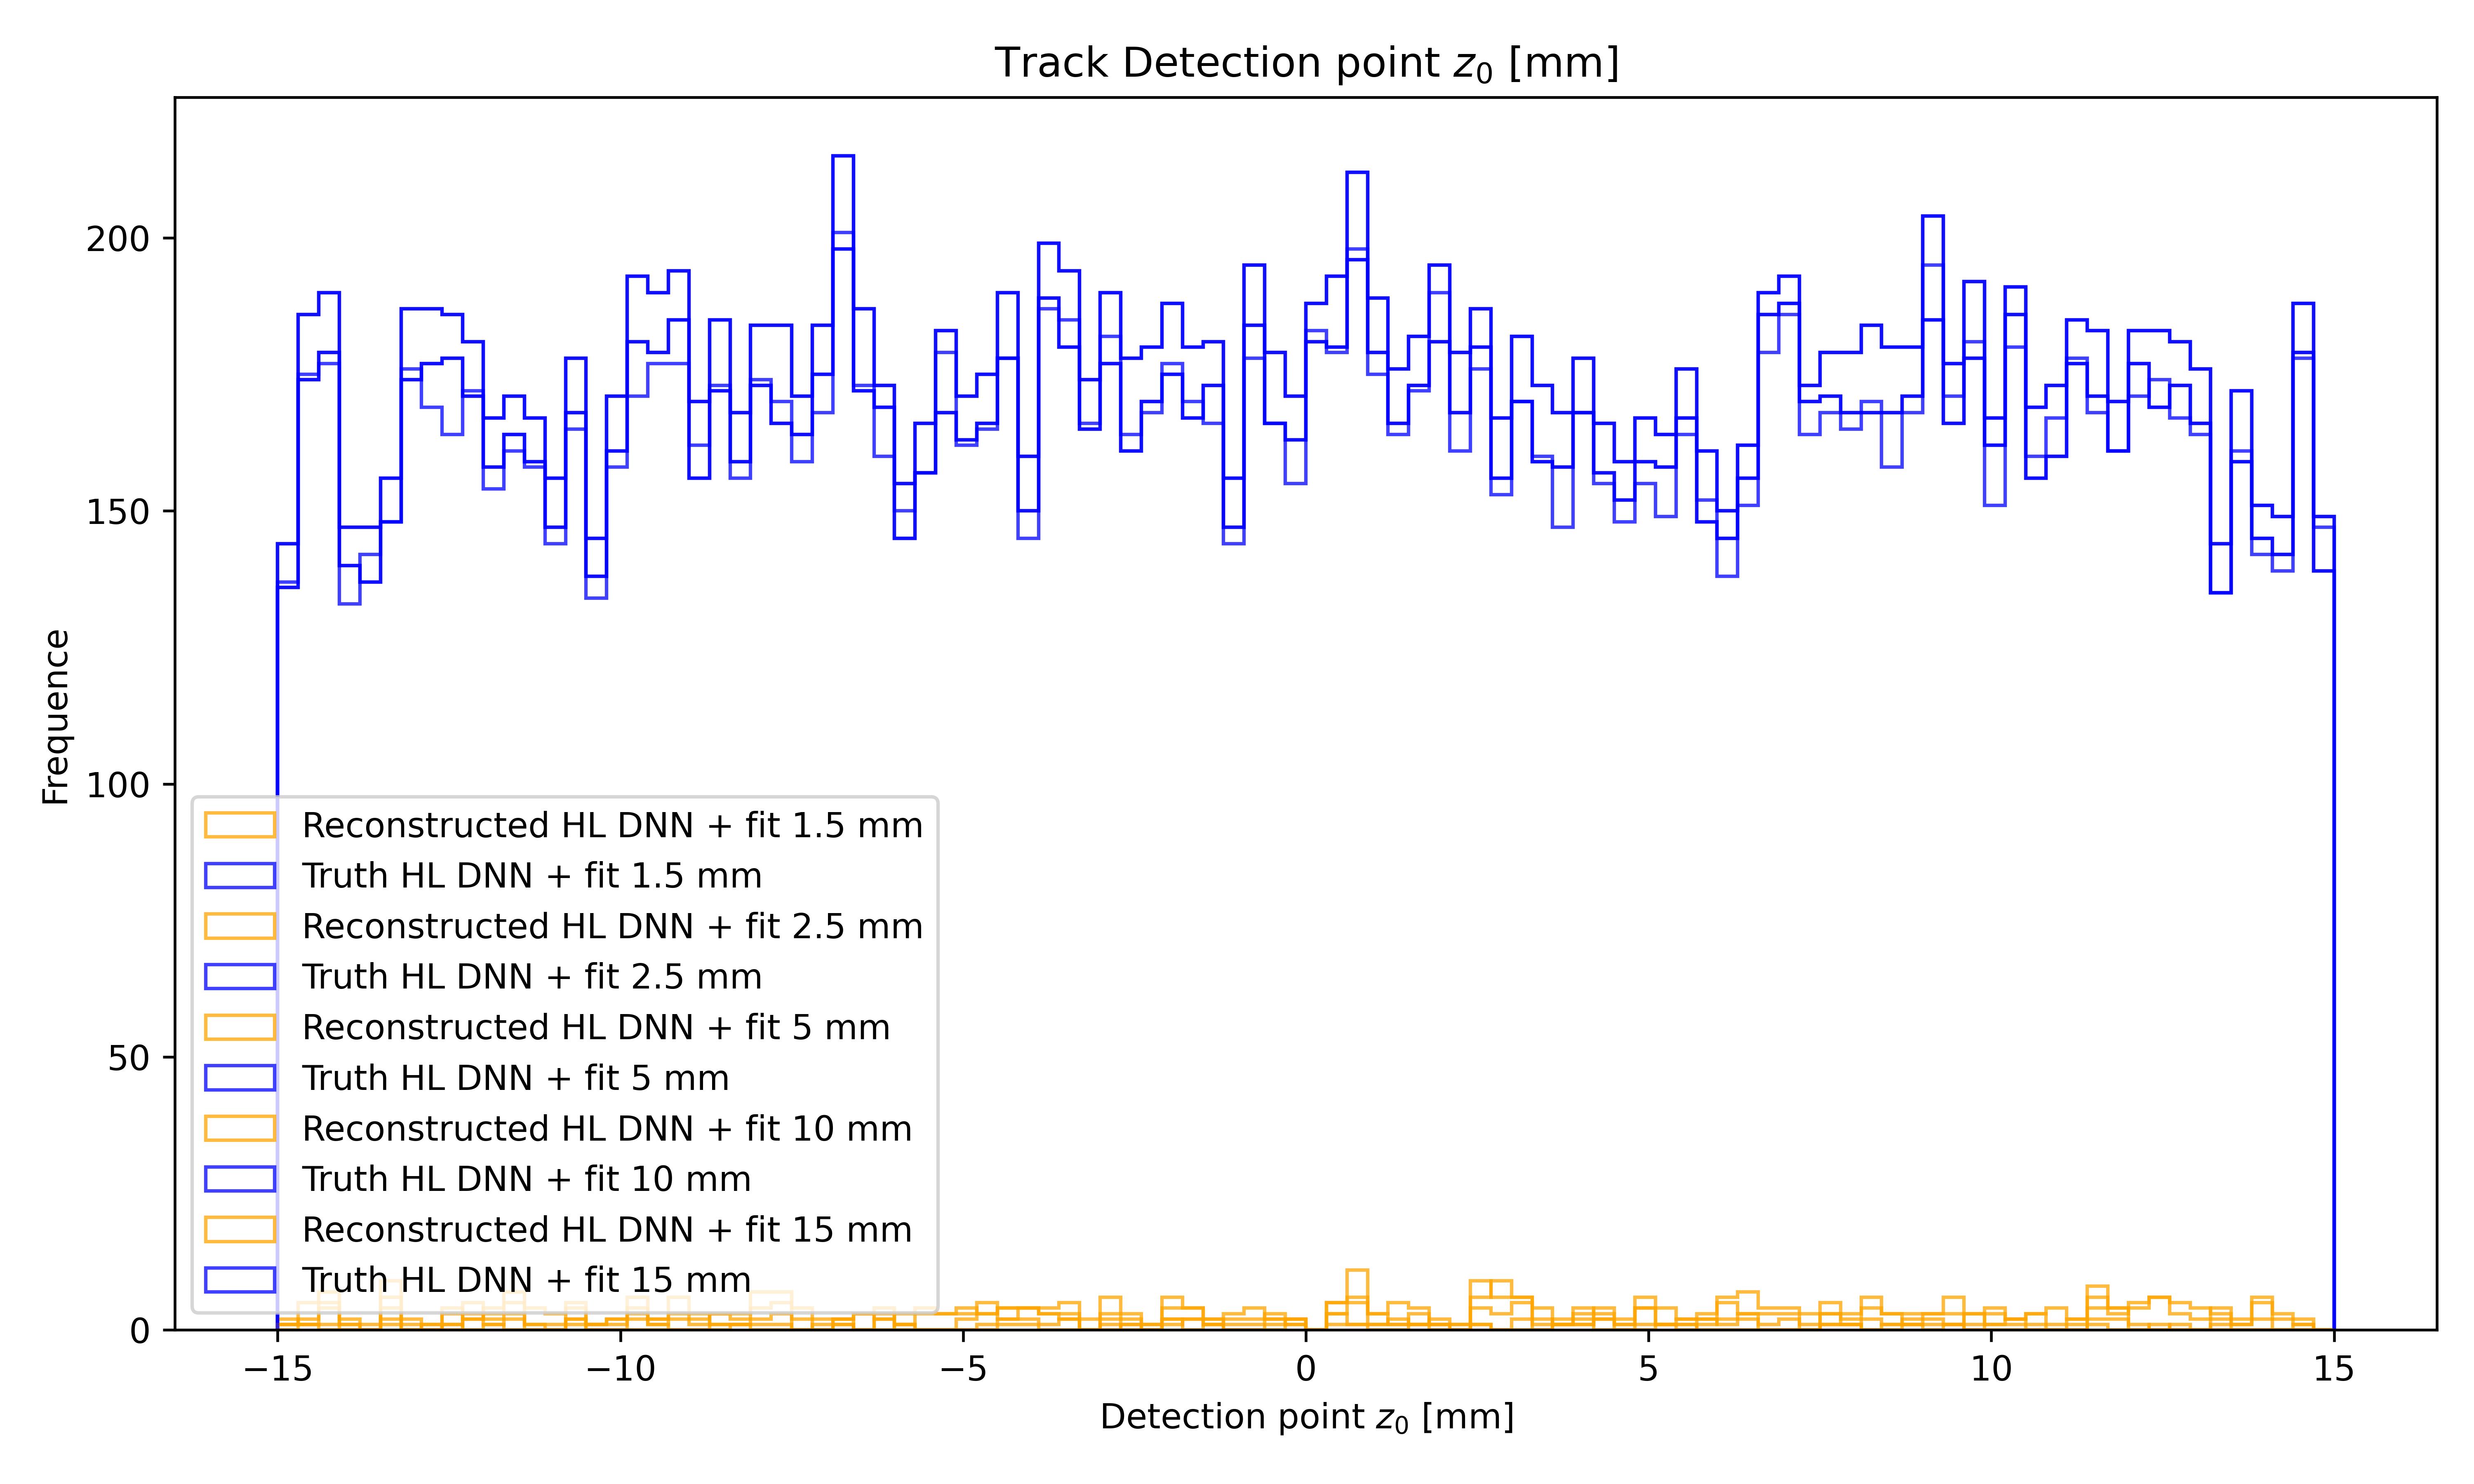 Track Detection point z₀ [mm]
Frequence
200
150
100
50
0
Reconstructed HL DNN + fit 1.5 mm
Truth HL DNN + fit 1.5 mm
Reconstructed HL DNN + fit 2.5 mm
Truth HL DNN + fit 2.5 mm
Reconstructed HL DNN + fit 5 mm
Truth HL DNN + fit 5 mm
Reconstructed HL DNN + fit 10 mm
Truth HL DNN + fit 10 mm
Reconstructed HL DNN + fit 15 mm
Truth HL DNN + fit 15 mm
−15 −10 −5 0 5 10 15
Detection point z₀ [mm]